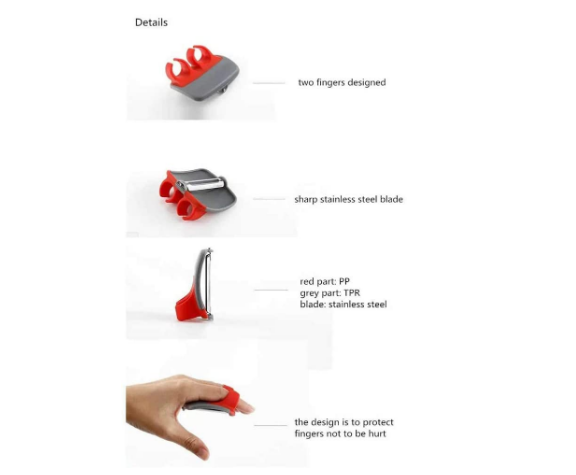 Details
two fingers designed
sharp stainless steel blade
red part: PP
grey part: TPR
blade: stainless steel
the design is to protect
fingers not to be hurt